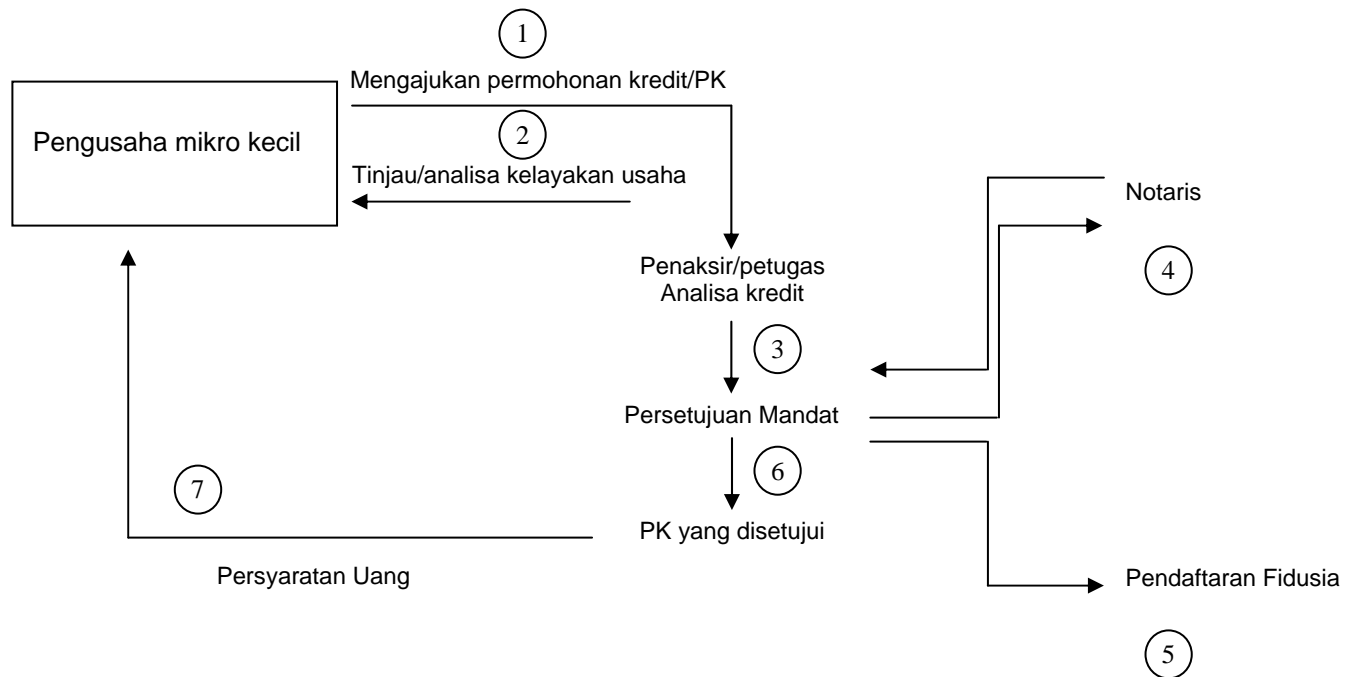 1
Mengajukan permohonan kredit/PK
Pengusaha mikro kecil
2
Tinjau/analisa kelayakan usaha
Notaris
4
Penaksir/petugas
Analisa kredit
3
Persetujuan Mandat
6
7
PK yang disetujui
Persyaratan Uang
Pendaftaran Fidusia
5